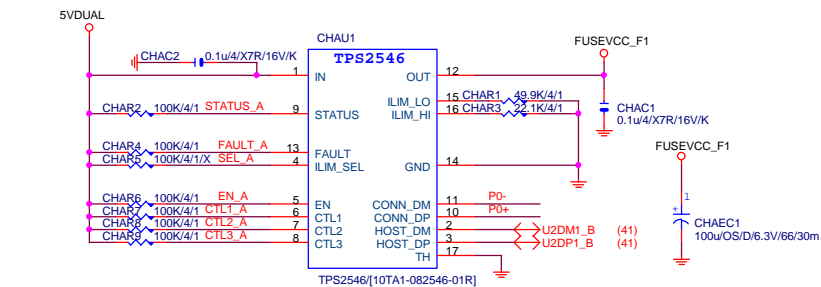 5VDUAL
CHAU1
CHAC2 0.1u/4/X7R/16V/K
TPS2546
FUSEVCC_F1
1 IN OUT 12
CHAR2 100K/4/1 STATUS_A 9 STATUS
ILIM_LO 15 CHAR1 49.9K/4/1
ILIM_HI 16 CHAR3 22.1K/4/1
CHAC1
0.1u/4/X7R/16V/K
CHAR4 100K/4/1 FAULT_A 13 FAULT
CHAR5 100K/4/1/X SEL_A 4 ILIM_SEL
GND 14
FUSEVCC_F1
CHAR6 100K/4/1 EN_A 5 EN
CHAR7 100K/4/1 CTL1_A 6 CTL1
CHAR8 100K/4/1 CTL2_A 7 CTL2
CHAR9 100K/4/1 CTL3_A 8 CTL3
CONN_DM 11 P0-
CONN_DP 10 P0+
HOST_DM 2 U2DM1_B (41)
HOST_DP 3 U2DP1_B (41)
TH 17
1
+
CHAEC1
100u/OS/D/6.3V/66/30m
TPS2546/[10TA1-082546-01R]